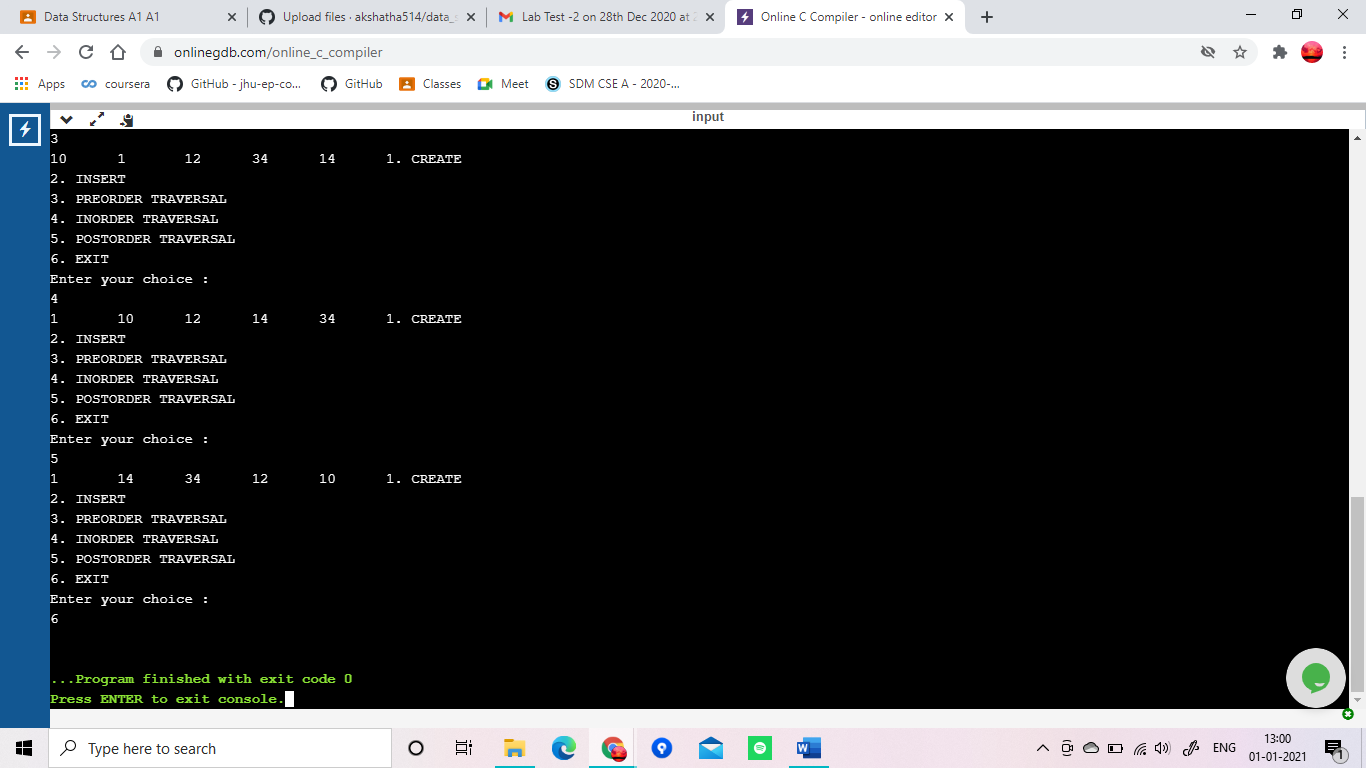 Data Structures A1 A1
Upload files · akshatha514/data_s
Lab Test -2 on 28th Dec 2020 at 2
Online C Compiler - online editor
onlinegdb.com/online_c_compiler
Apps
coursera
GitHub - jhu-ep-co...
GitHub
Classes
Meet
SDM CSE A - 2020-...
input
3
10 1 12 34 14 1. CREATE
2. INSERT
3. PREORDER TRAVERSAL
4. INORDER TRAVERSAL
5. POSTORDER TRAVERSAL
6. EXIT
Enter your choice :
4
1 10 12 14 34 1. CREATE
2. INSERT
3. PREORDER TRAVERSAL
4. INORDER TRAVERSAL
5. POSTORDER TRAVERSAL
6. EXIT
Enter your choice :
5
1 14 34 12 10 1. CREATE
2. INSERT
3. PREORDER TRAVERSAL
4. INORDER TRAVERSAL
5. POSTORDER TRAVERSAL
6. EXIT
Enter your choice :
6
...Program finished with exit code 0
Press ENTER to exit console.
Type here to search
ENG
13:00
01-01-2021
1